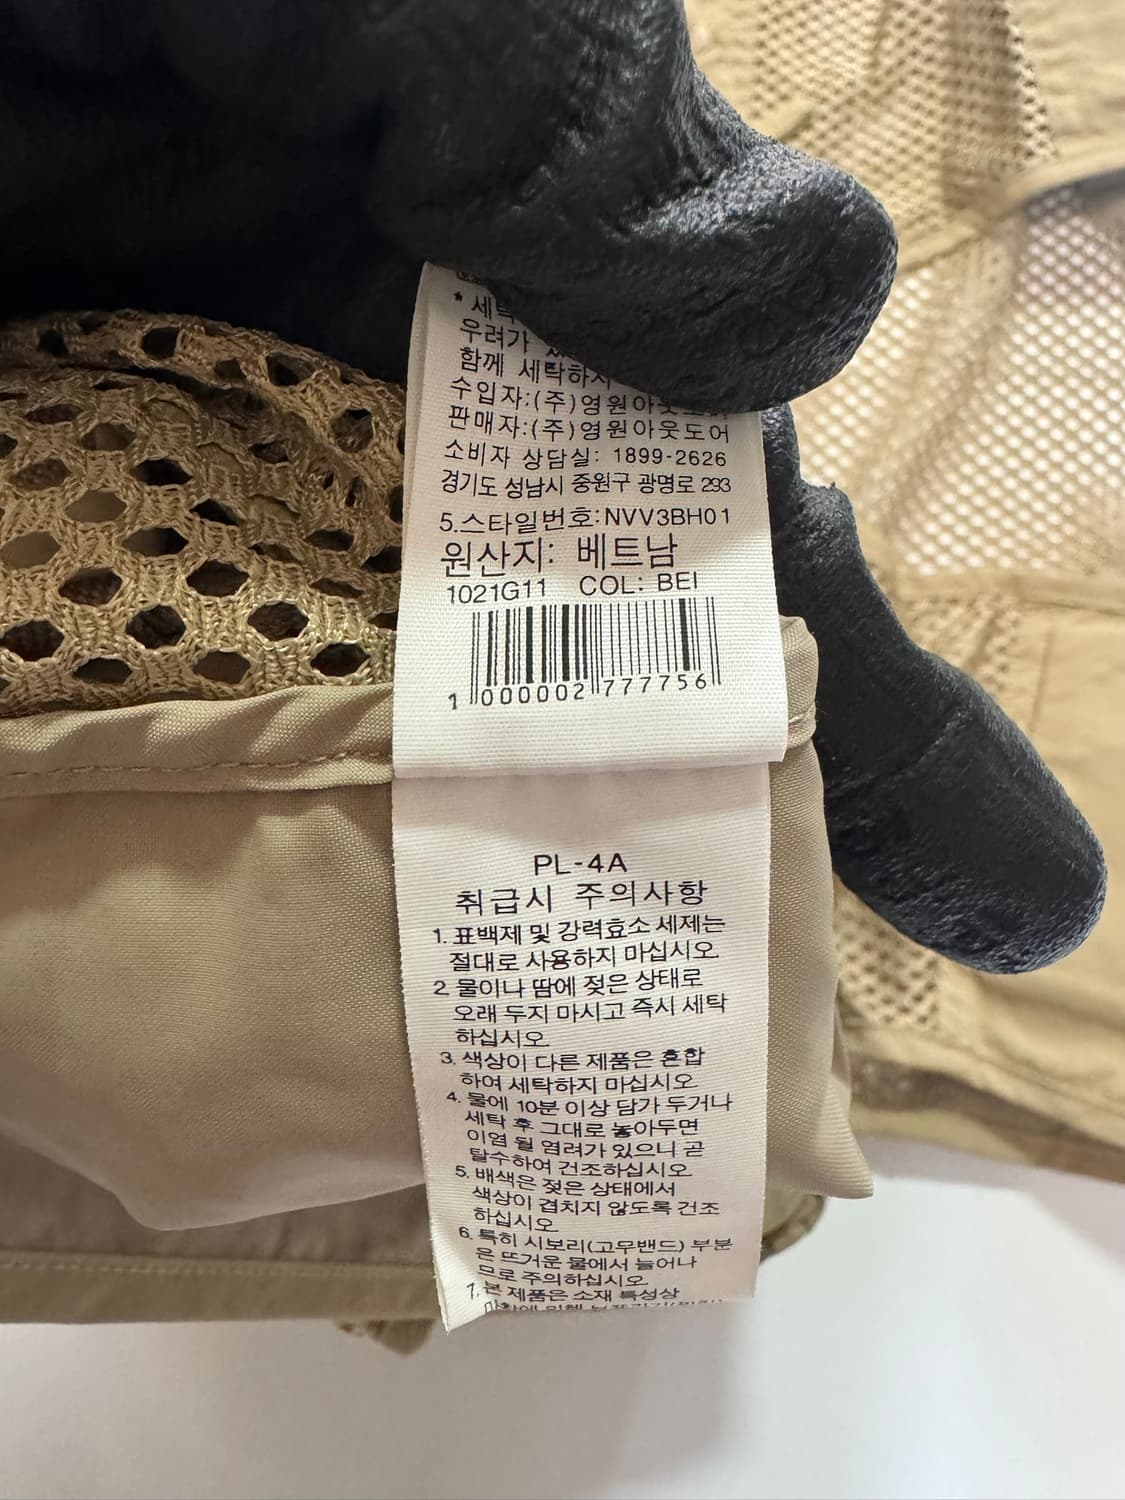 * 세탁
우려가
함께 세탁하지
수입자:(주)영원아웃도어
판매자:(주)영원아웃도어
소비자 상담실: 1899-2626
경기도 성남시 중원구 광명로 293
5.스타일번호:NVV3BH01
원산지: 베트남
1021G11 COL: BEI
1 000002 777756
PL-4A
취급시 주의사항
1. 표백제 및 강력효소 세제는
절대로 사용하지 마십시오.
2. 물이나 땀에 젖은 상태로
오래 두지 마시고 즉시 세탁
하십시오.
3. 색상이 다른 제품은 혼합
하여 세탁하지 마십시오.
4. 물에 10분 이상 담가 두거나
세탁 후 그대로 놓아두면
이염 될 염려가 있으니 곧
탈수하여 건조하십시오.
5. 배색은 젖은 상태에서
색상이 겹치지 않도록 건조
하십시오.
6. 특히 시보리(고무밴드) 부분
은 뜨거운 물에서 늘어나
므로 주의하십시오.
7. 본 제품은 소재 특성상